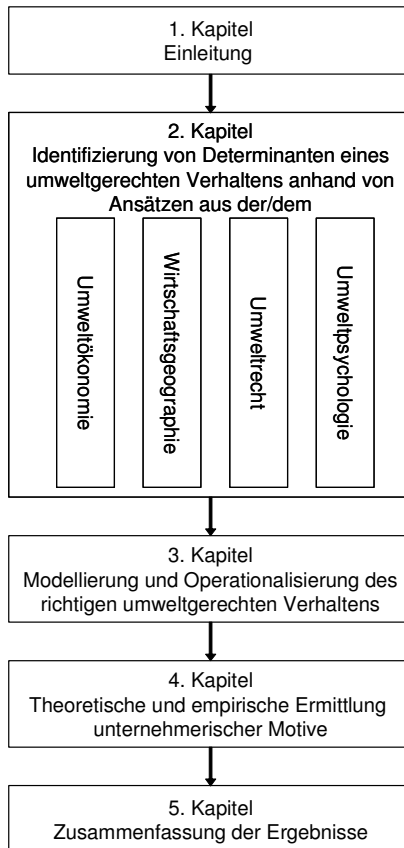 1. Kapitel
Einleitung
2. Kapitel
Identifizierung von Determinanten eines
umweltgerechten Verhaltens anhand von
Ansätzen aus der/dem
Umweltökonomie
Wirtschaftsgeographie
Umweltrecht
Umweltpsychologie
3. Kapitel
Modellierung und Operationalisierung des
richtigen umweltgerechten Verhaltens
4. Kapitel
Theoretische und empirische Ermittlung
unternehmerischer Motive
5. Kapitel
Zusammenfassung der Ergebnisse